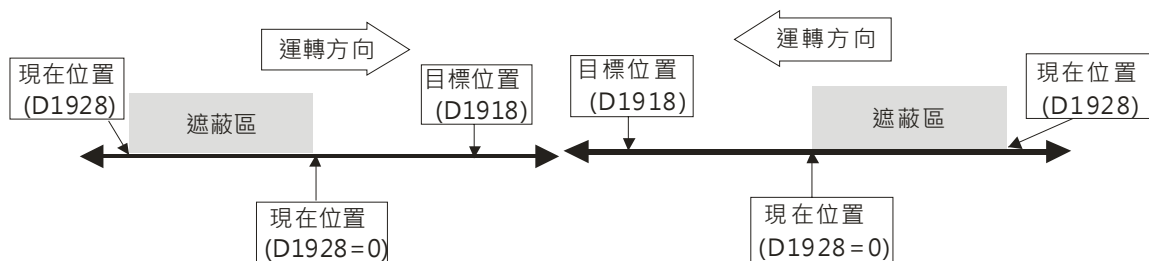 運轉方向
現在位置
(D1928)
目標位置
(D1918)
遮蔽區
現在位置
(D1928=0)
運轉方向
目標位置
(D1918)
現在位置
(D1928)
遮蔽區
現在位置
(D1928=0)